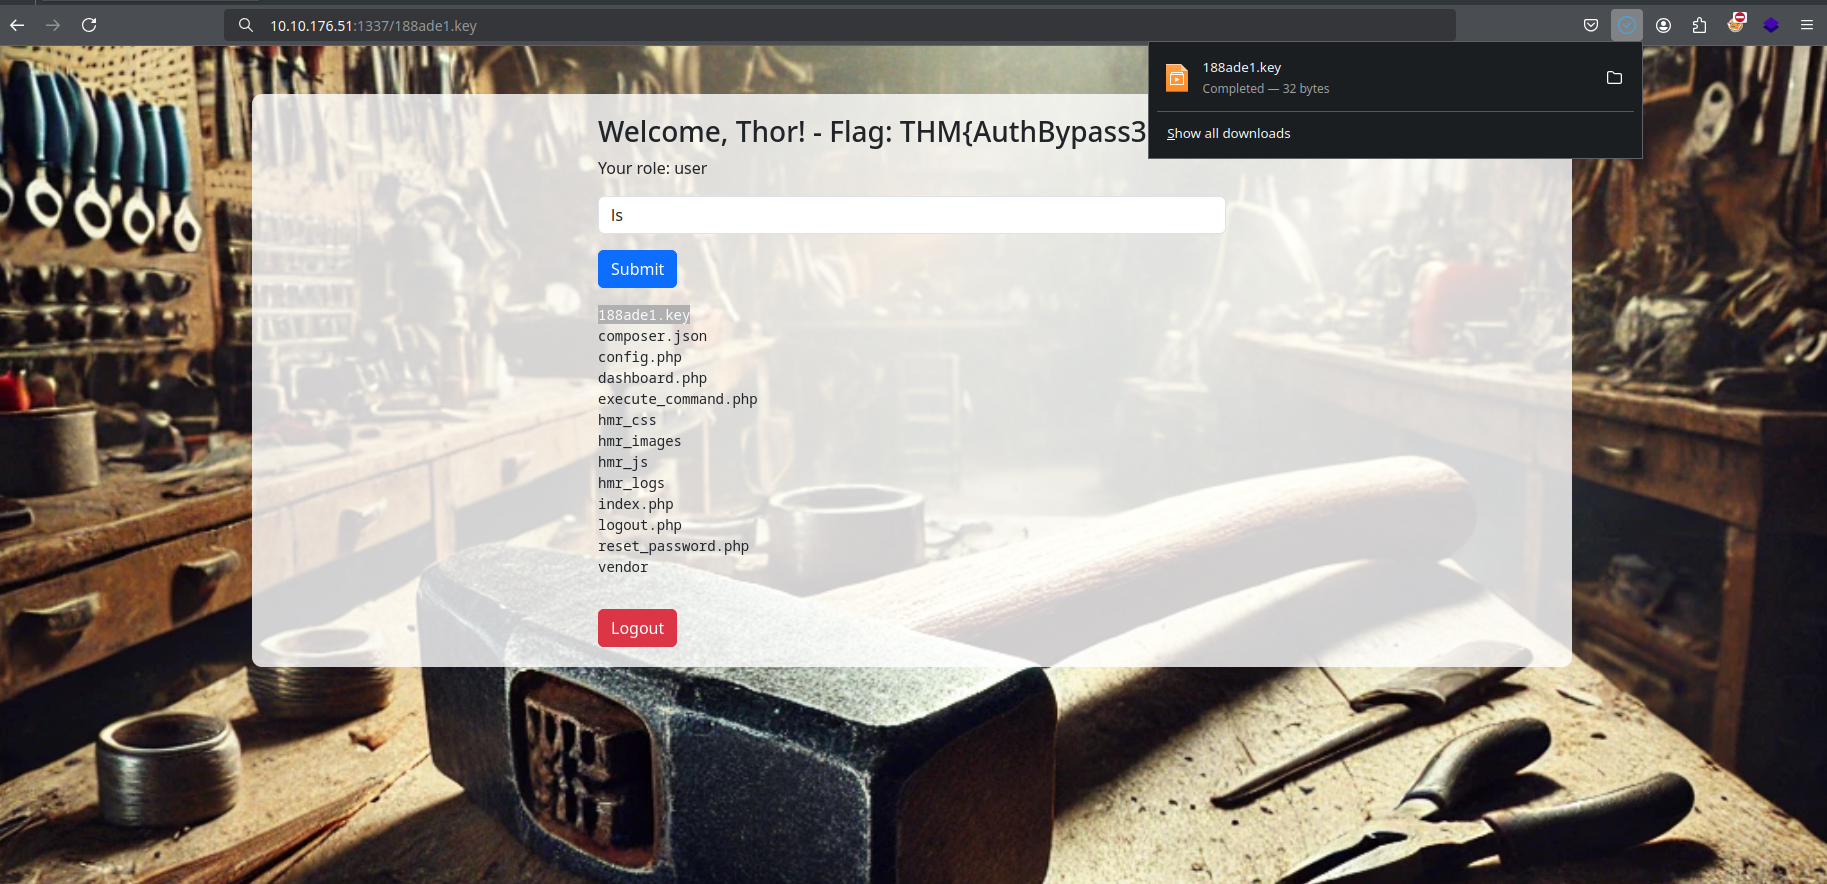 10.10.176.51:1337/188ade1.key
188ade1.key
Completed — 32 bytes
Show all downloads
Welcome, Thor! - Flag: THM{AuthBypass3
Your role: user
ls
Submit
188ade1.key
composer.json
config.php
dashboard.php
execute_command.php
hmr_css
hmr_images
hmr_js
hmr_logs
index.php
logout.php
reset_password.php
vendor
Logout